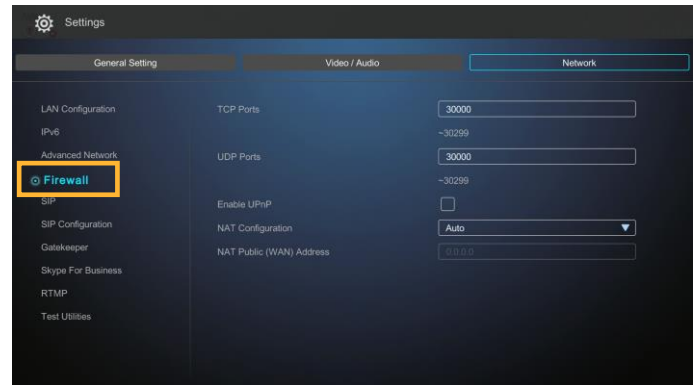 Settings
General Setting Video / Audio Network
LAN Configuration TCP Ports 30000
IPv6 ~30299
Advanced Network UDP Ports 30000
Firewall ~30299
SIP Enable UPnP
SIP Configuration NAT Configuration Auto
Gatekeeper NAT Public (WAN) Address 0.0.0.0
Skype For Business
RTMP
Test Utilities